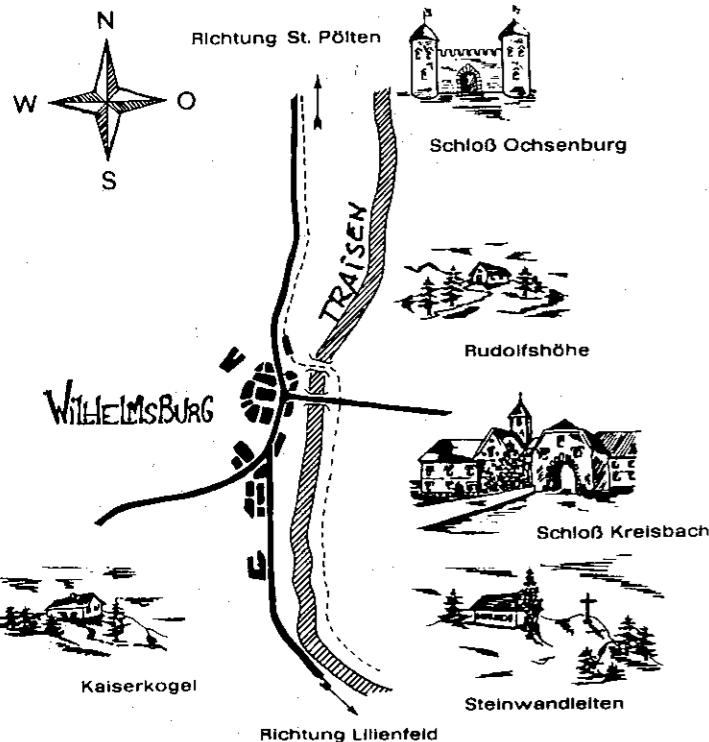 N
Richtung St. Pölten
W
O
S
Schloß Ochsenburg
TRAISEN
Rudolfshöhe
WILHELMSBURG
Schloß Kreisbach
Kaiserkogel
Steinwandleiten
Richtung Lilienfeld